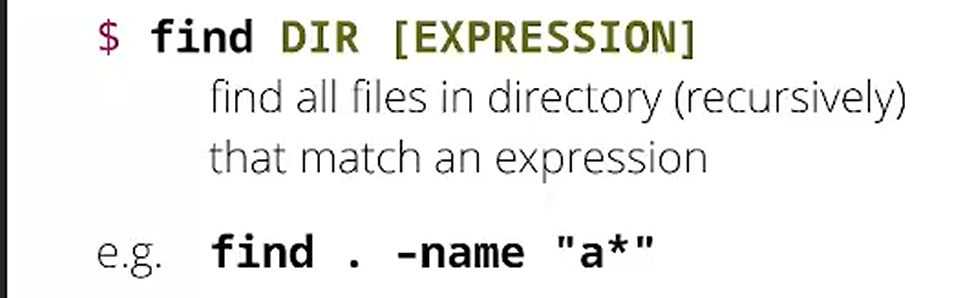 $ find DIR [EXPRESSION]
find all files in directory (recursively)
that match an expression
e.g. find . -name "a*"